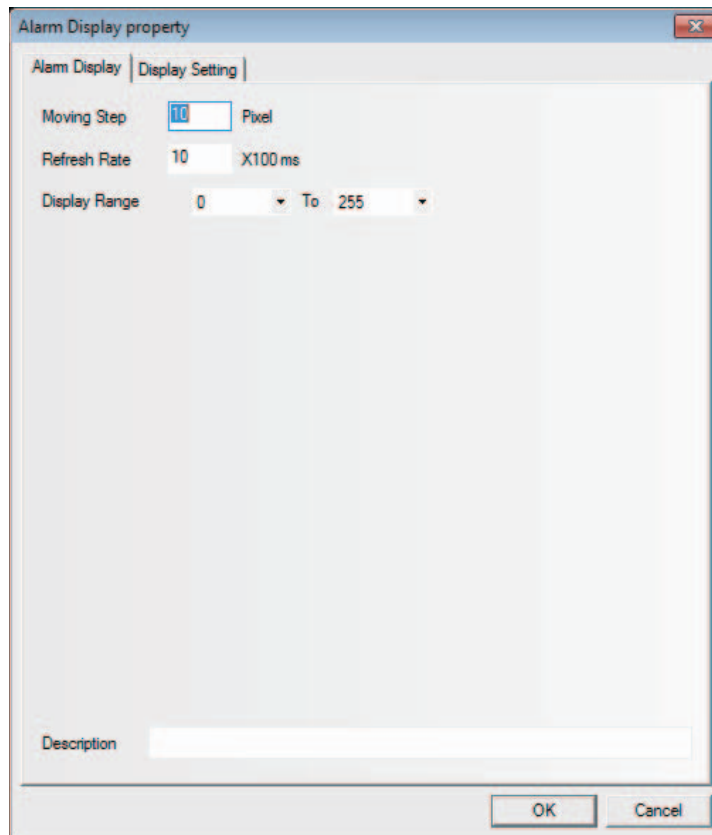 Alarm Display property
Alarm Display Display Setting
Moving Step 10 Pixel
Refresh Rate 10 X100 ms
Display Range 0 To 255
Description
OK Cancel